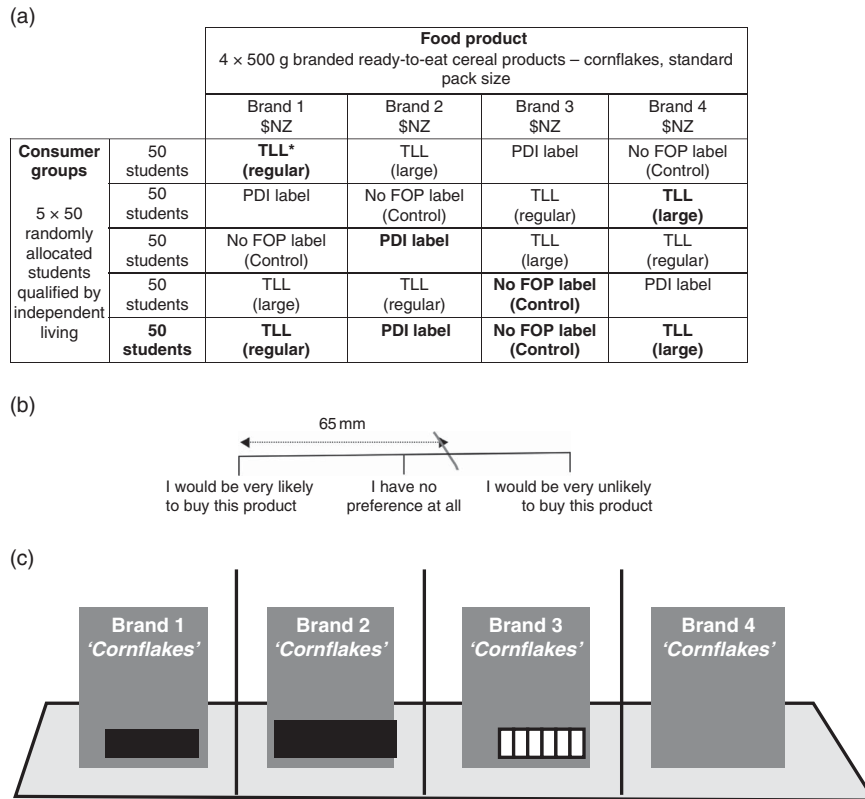 (a)
Food product
4 × 500 g branded ready-to-eat cereal products – cornflakes, standard
pack size
Brand 1 Brand 2 Brand 3 Brand 4
$NZ $NZ $NZ $NZ
Consumer
groups
5 × 50
randomly
allocated
students
qualified by
independent
living
50 TLL* TLL PDI label No FOP label
students (regular) (large) (Control)
50 PDI label No FOP label TLL TLL
students (Control) (regular) (large)
50 No FOP label PDI label TLL TLL
students (Control) (large) (regular)
50 TLL TLL No FOP label PDI label
students (large) (regular) (Control)
50 TLL PDI label No FOP label TLL
students (regular) (Control) (large)
(b)
65 mm
I would be very likely I have no I would be very unlikely
to buy this product preference at all to buy this product
(c)
Brand 1 Brand 2 Brand 3 Brand 4
‘Cornflakes’ ‘Cornflakes’ ‘Cornflakes’ ‘Cornflakes’